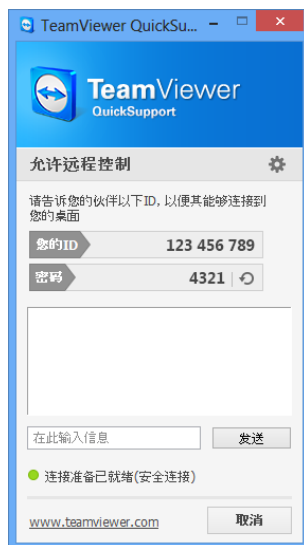 TeamViewer QuickSu...
TeamViewer
QuickSupport
允许远程控制
请告诉您的伙伴以下ID, 以便其能够连接到
您的桌面
您的ID 123 456 789
密码 4321
在此输入信息 发送
连接准备已就绪(安全连接)
www.teamviewer.com 取消